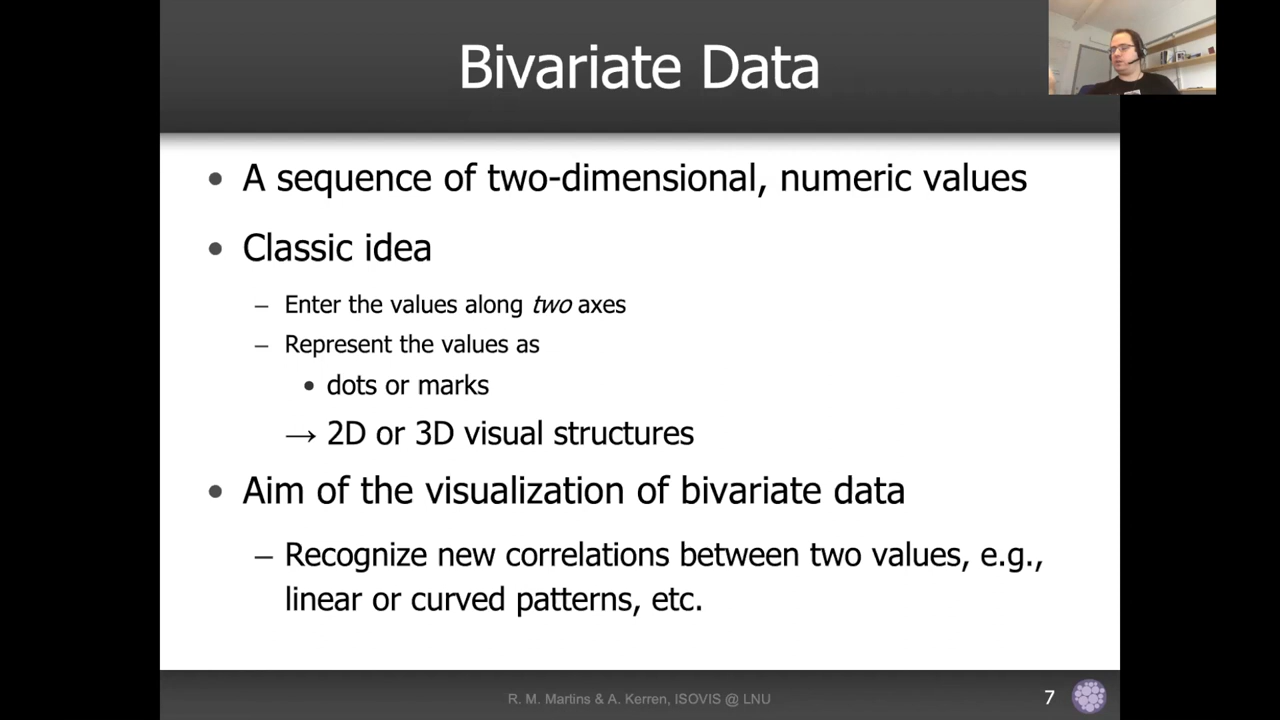 Bivariate Data
• A sequence of two-dimensional, numeric values
• Classic idea
– Enter the values along two axes
– Represent the values as
• dots or marks
→ 2D or 3D visual structures
• Aim of the visualization of bivariate data
– Recognize new correlations between two values, e.g.,
linear or curved patterns, etc.
R. M. Martins & A. Kerren, ISOVIS @ LNU
7